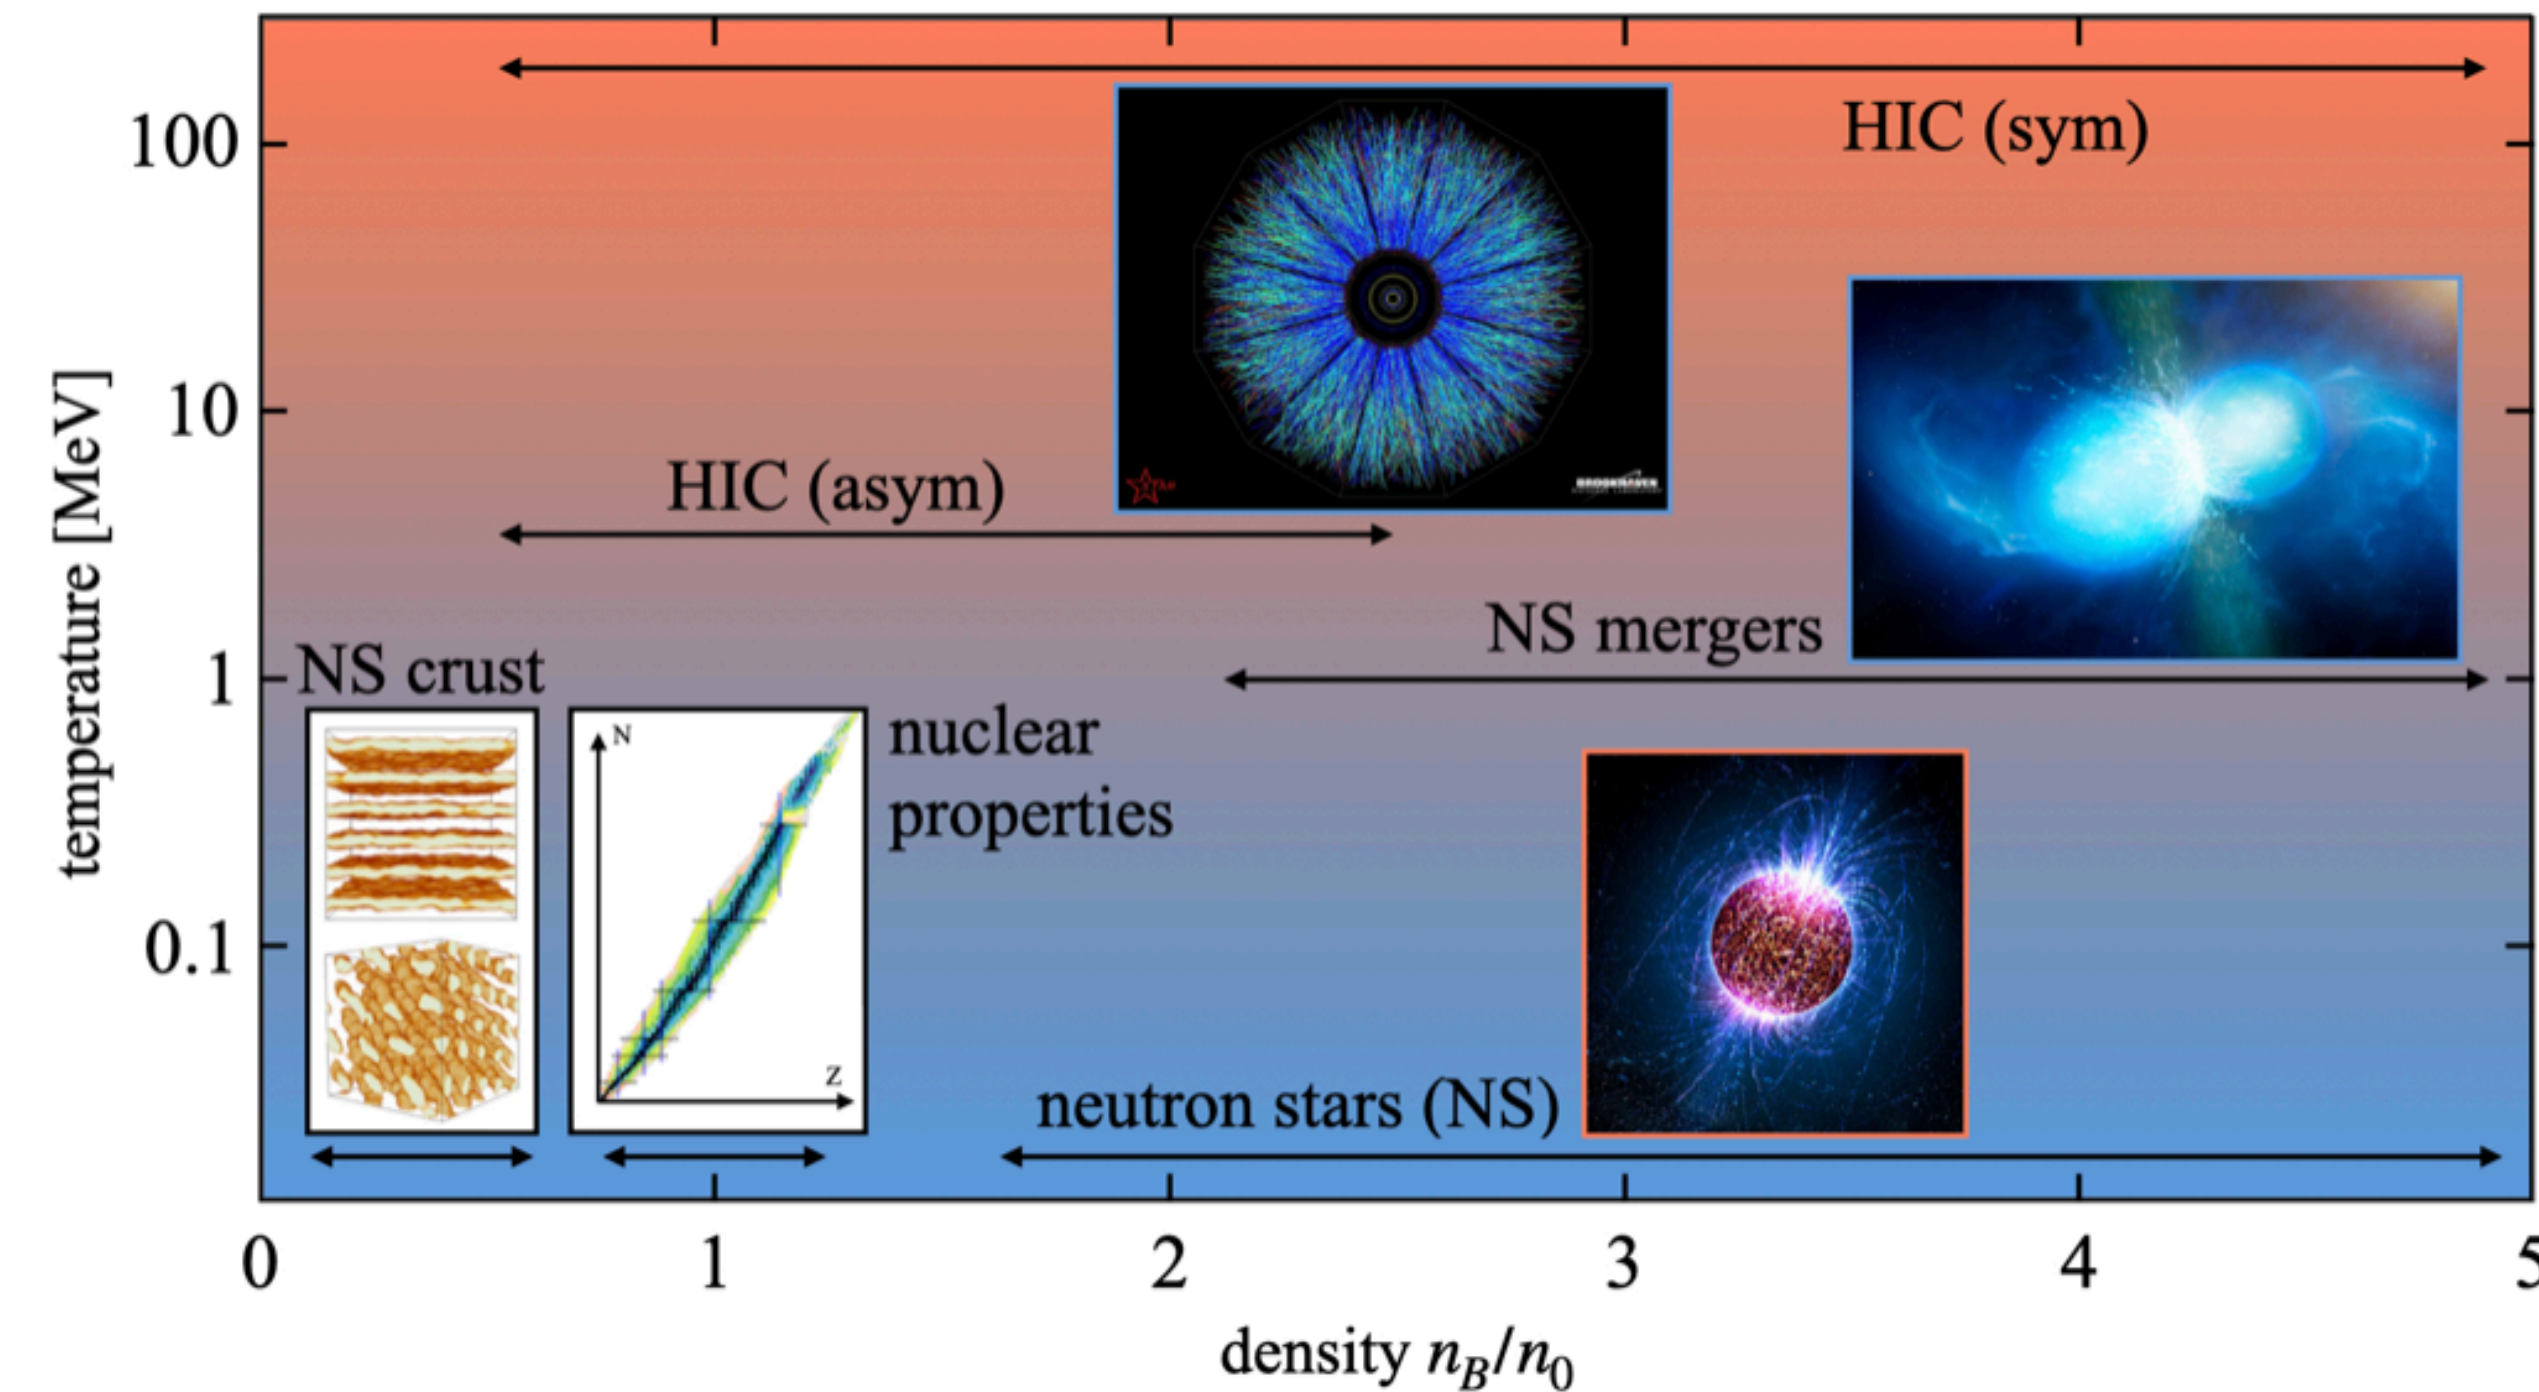 HIC (sym)
100
10
HIC (asym)
BROOKHAVEN
NS mergers
temperature [MeV]
1
NS crust
nuclear
properties
N
Z
0.1
neutron stars (NS)
0 1 2 3 4 5
density n_B/n_0